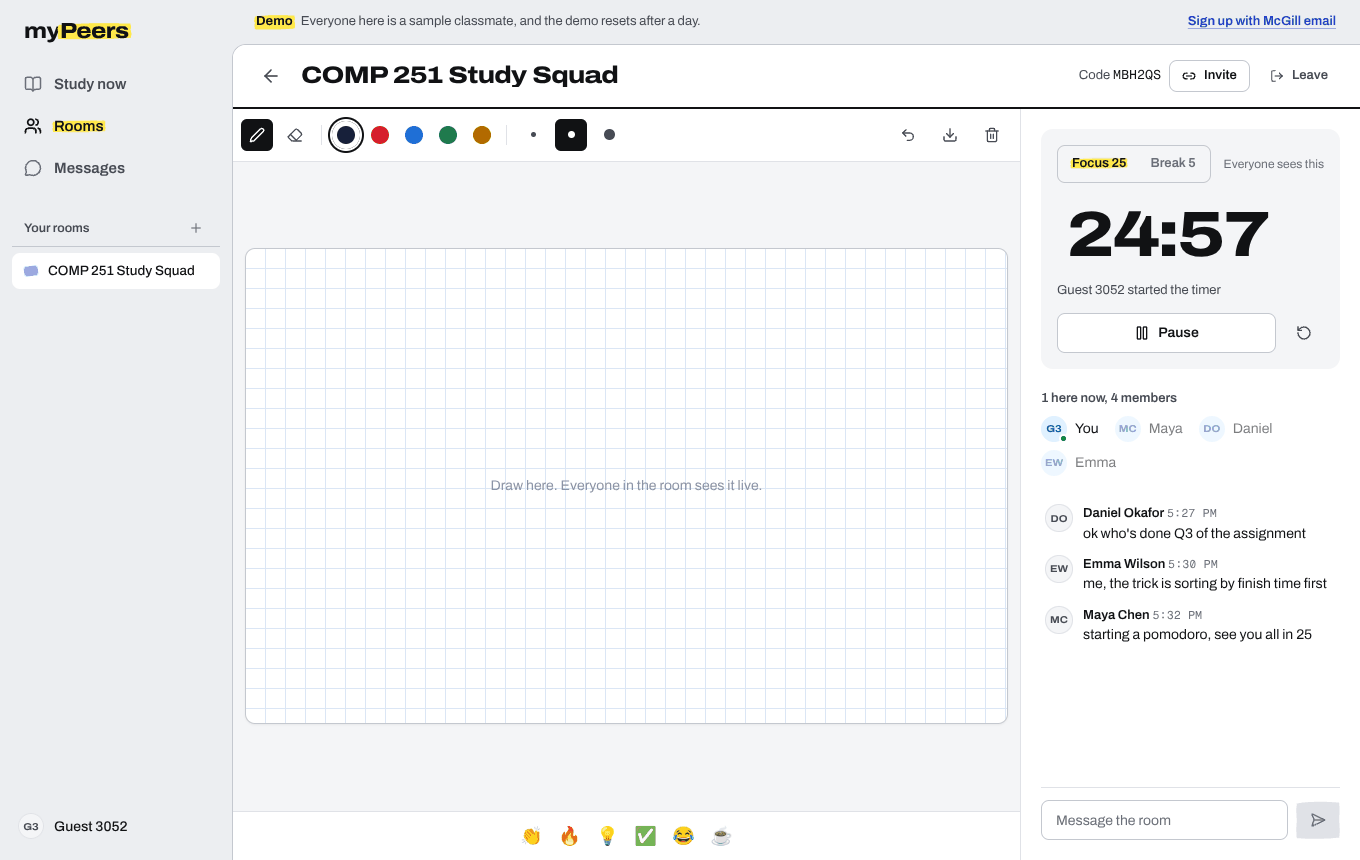 myPeers
Demo Everyone here is a sample classmate, and the demo resets after a day.
Sign up with McGill email
Study now
Rooms
Messages
Your rooms
COMP 251 Study Squad
G3 Guest 3052
COMP 251 Study Squad
Code MBH2QS
Invite
Leave
Draw here. Everyone in the room sees it live.
Focus 25
Break 5
Everyone sees this
24:57
Guest 3052 started the timer
Pause
1 here now, 4 members
G3 You MC Maya DO Daniel
EW Emma
DO Daniel Okafor 5:27 PM
ok who's done Q3 of the assignment
EW Emma Wilson 5:30 PM
me, the trick is sorting by finish time first
MC Maya Chen 5:32 PM
starting a pomodoro, see you all in 25
Message the room